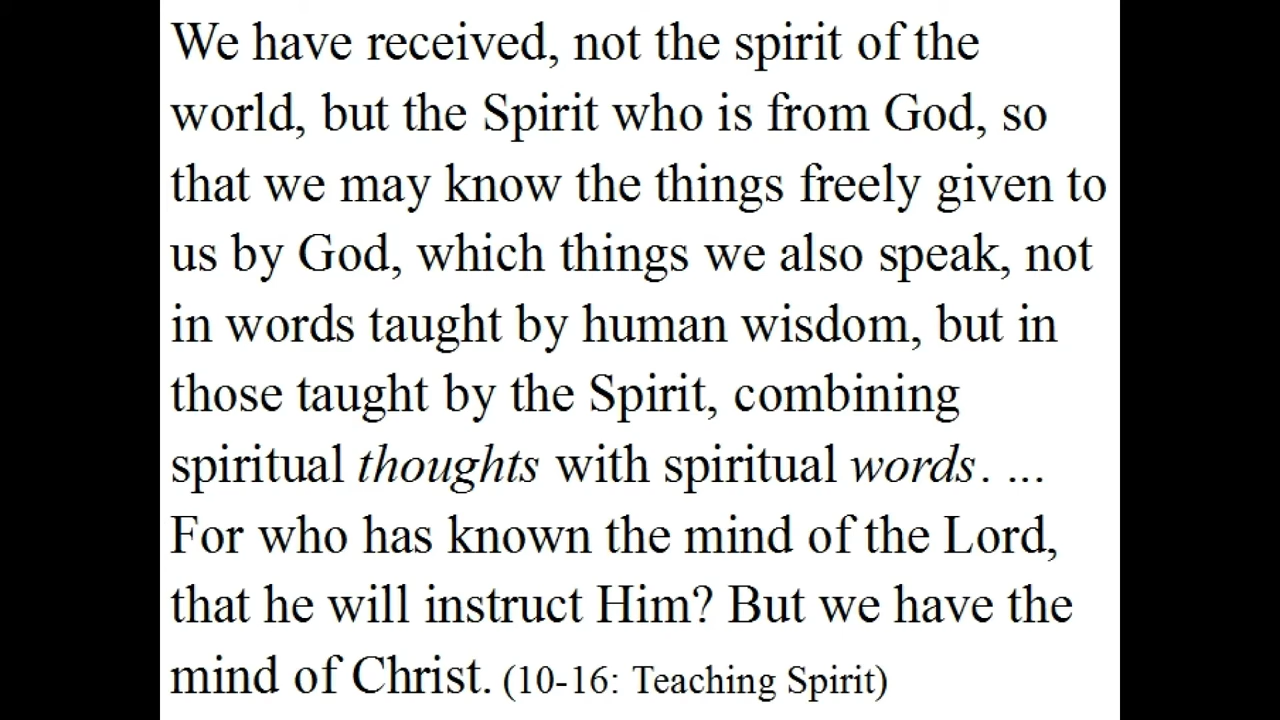 We have received, not the spirit of the
world, but the Spirit who is from God, so
that we may know the things freely given to
us by God, which things we also speak, not
in words taught by human wisdom, but in
those taught by the Spirit, combining
spiritual thoughts with spiritual words. ...
For who has known the mind of the Lord,
that he will instruct Him? But we have the
mind of Christ. (10-16: Teaching Spirit)